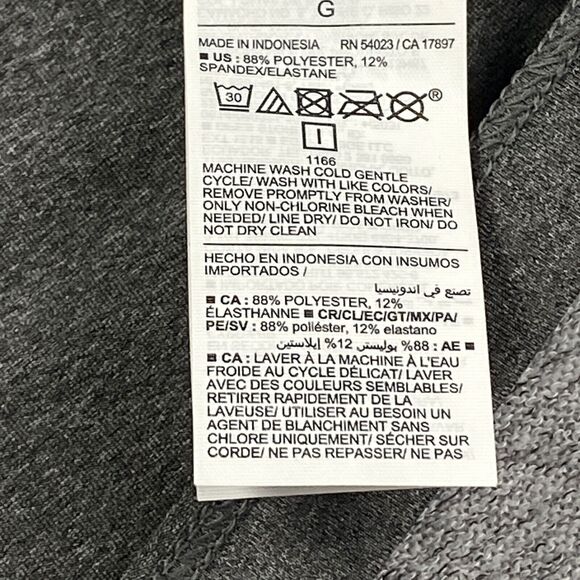 G
MADE IN INDONESIA RN 54023 / CA 17897
US : 88% POLYESTER, 12%
SPANDEX/ELASTANE
30
®
1166
MACHINE WASH COLD GENTLE
CYCLE/ WASH WITH LIKE COLORS/
REMOVE PROMPTLY FROM WASHER/
ONLY NON-CHLORINE BLEACH WHEN
NEEDED/ LINE DRY/ DO NOT IRON/ DO
NOT DRY CLEAN
HECHO EN INDONESIA CON INSUMOS
IMPORTADOS /
تصنع في اندونيسيا
CA : 88% POLYESTER, 12%
ÉLASTHANNE ■ CR/CL/EC/GT/MX/PA/
PE/SV : 88% poliéster, 12% elastano
AE : 88% بوليستر 12% إيلاستين
CA : LAVER À LA MACHINE À L'EAU
FROIDE AU CYCLE DÉLICAT/ LAVER
AVEC DES COULEURS SEMBLABLES/
RETIRER RAPIDEMENT DE LA
LAVEUSE/ UTILISER AU BESOIN UN
AGENT DE BLANCHIMENT SANS
CHLORE UNIQUEMENT/ SÉCHER SUR
CORDE/ NE PAS REPASSER/ NE PAS